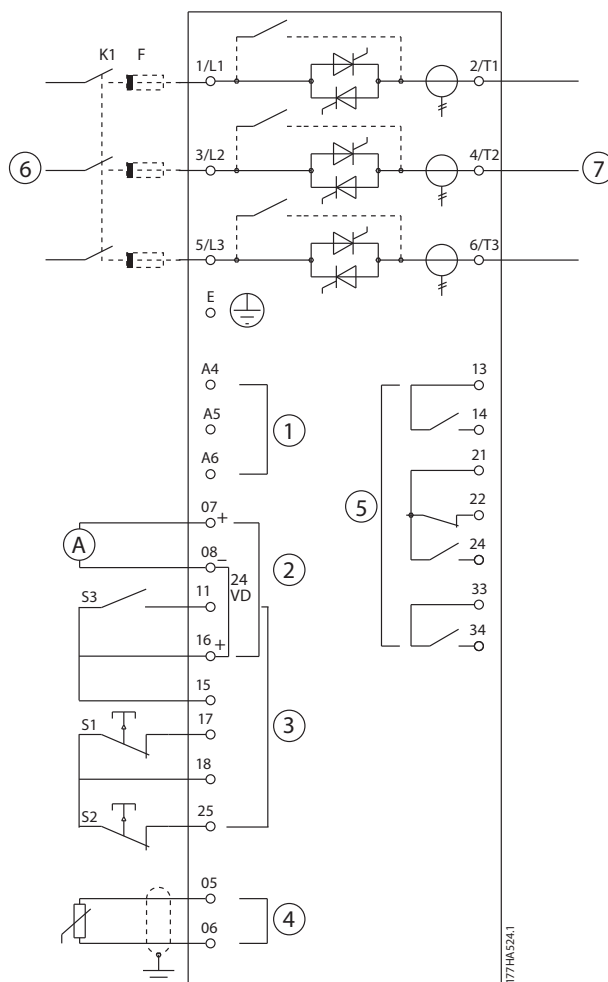 K1 F
1/L1 2/T1
6 3/L2 4/T2 7
5/L3 6/T3
E
A4 13
A5 1 14
A6 21
5 22
07 +
A 08 – 2 24
24 VD
S3 11 33
16 + 34
15
S1 17 3
18
S2 25
05
4
06
177HA524.1